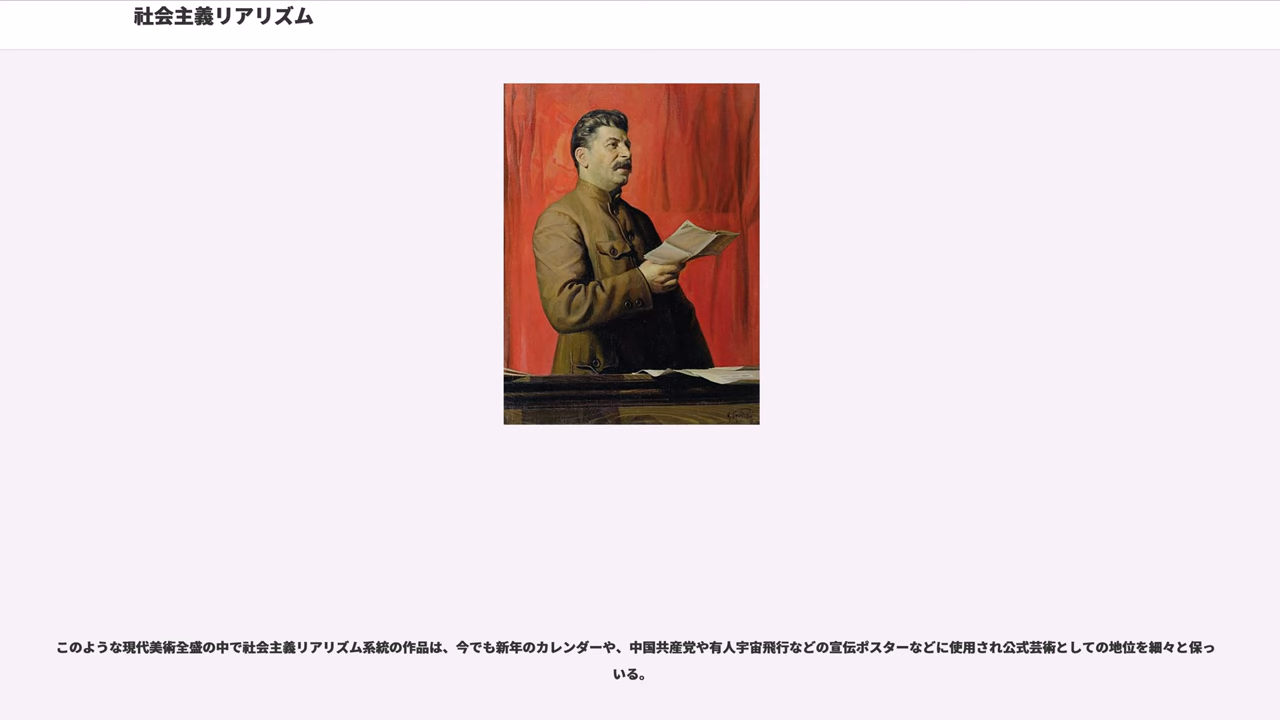 社会主義リアリズム
このような現代美術全盛の中で社会主義リアリズム系統の作品は、今でも新年のカレンダーや、中国共産党や有人宇宙飛行などの宣伝ポスターなどに使用され公式芸術としての地位を細々と保っ
いる。